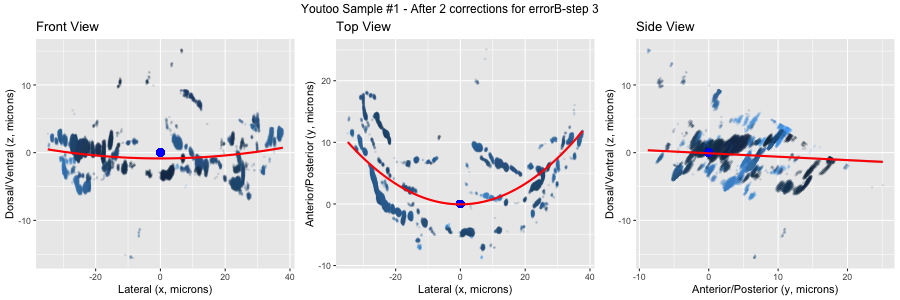 Youtoo Sample #1 - After 2 corrections for errorB-step 3
Front View
Top View
Side View
Dorsal/Ventral (z, microns)
10
0
-10
-20
0
20
40
Lateral (x, microns)
Anterior/Posterior (y, microns)
20
10
0
-10
-20
0
20
40
Lateral (x, microns)
Dorsal/Ventral (z, microns)
10
0
-10
-10
0
10
20
Anterior/Posterior (y, microns)